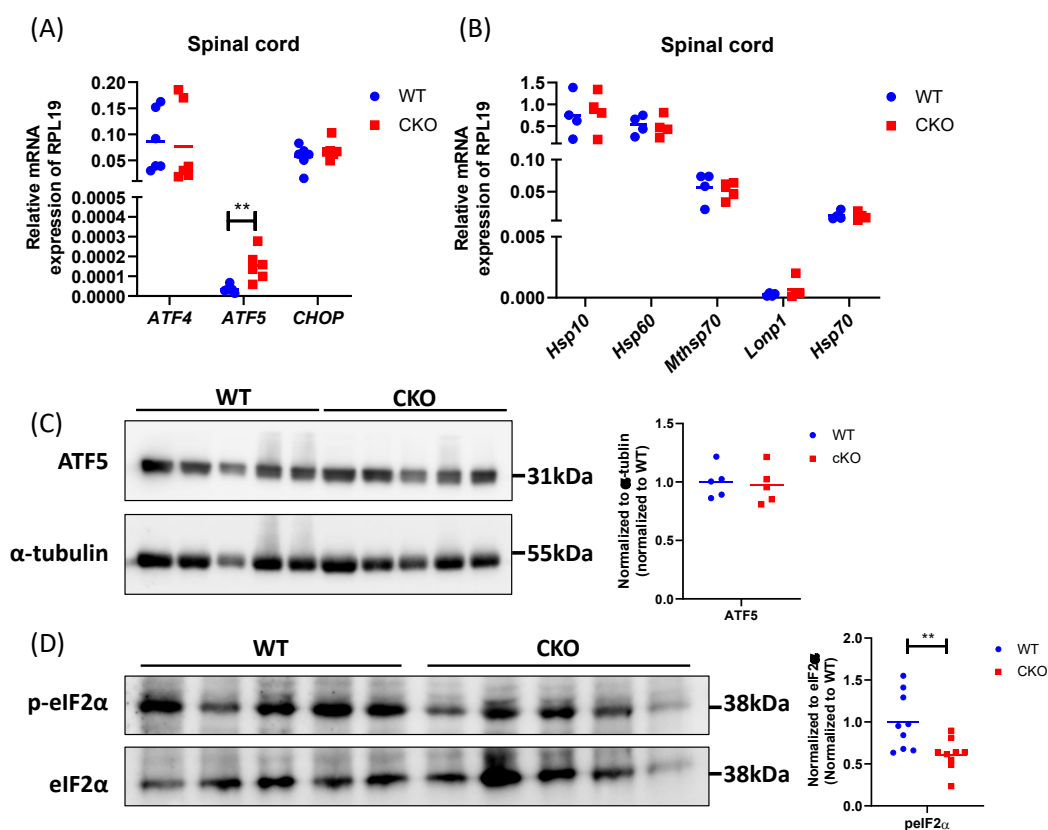 (A)
Spinal cord
Relative mRNA
expression of RPL19
0.20
0.15
0.10
0.05
0.0005
0.0004
0.0003
0.0002
0.0001
0.0000
**
ATF4
ATF5
CHOP
WT
CKO
(B)
Spinal cord
Relative mRNA
expression of RPL19
1.5
1.0
0.5
0.10
0.05
0.005
0.000
Hsp10
Hsp60
Mthsp70
Lonp1
Hsp70
WT
CKO
(C)
WT
CKO
ATF5
31kDa
α-tubulin
55kDa
Normalized to α-tublin
(normalized to WT)
1.5
1.0
0.5
0.0
ATF5
WT
cKO
(D)
WT
CKO
p-eIF2α
38kDa
eIF2α
38kDa
Normalized to eIF2α
(Normalized to WT)
2.0
1.5
1.0
0.5
0.0
**
peIF2α
WT
CKO